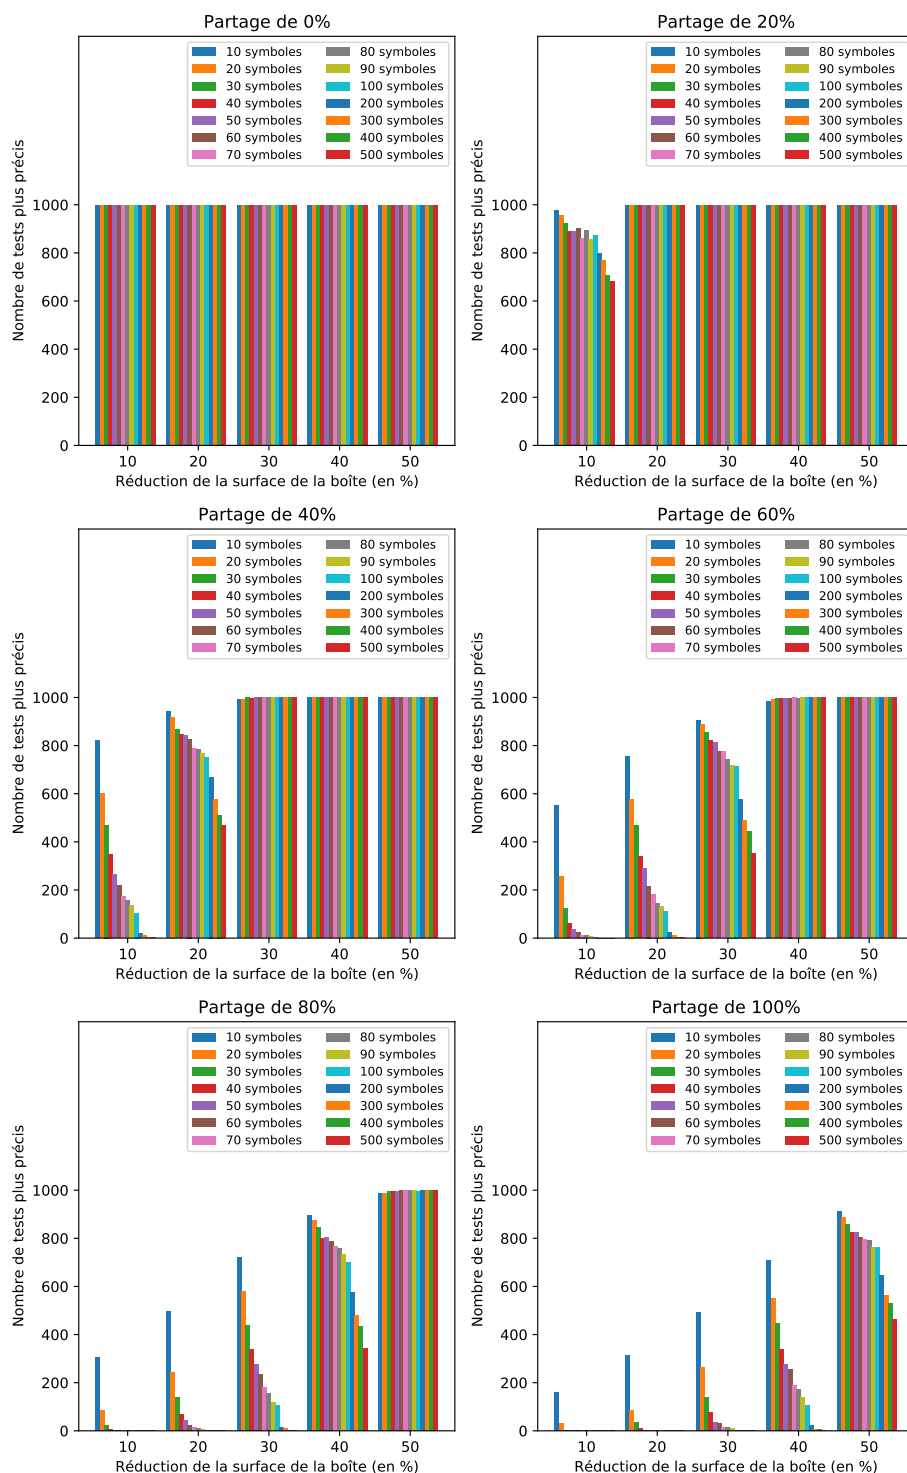 Partage de 0%
10 symboles 80 symboles
20 symboles 90 symboles
30 symboles 100 symboles
40 symboles 200 symboles
50 symboles 300 symboles
60 symboles 400 symboles
70 symboles 500 symboles
Nombre de tests plus précis
1000
800
600
400
200
0
10 20 30 40 50
Réduction de la surface de la boîte (en %)
Partage de 20%
10 symboles 80 symboles
20 symboles 90 symboles
30 symboles 100 symboles
40 symboles 200 symboles
50 symboles 300 symboles
60 symboles 400 symboles
70 symboles 500 symboles
Nombre de tests plus précis
1000
800
600
400
200
0
10 20 30 40 50
Réduction de la surface de la boîte (en %)
Partage de 40%
10 symboles 80 symboles
20 symboles 90 symboles
30 symboles 100 symboles
40 symboles 200 symboles
50 symboles 300 symboles
60 symboles 400 symboles
70 symboles 500 symboles
Nombre de tests plus précis
1000
800
600
400
200
0
10 20 30 40 50
Réduction de la surface de la boîte (en %)
Partage de 60%
10 symboles 80 symboles
20 symboles 90 symboles
30 symboles 100 symboles
40 symboles 200 symboles
50 symboles 300 symboles
60 symboles 400 symboles
70 symboles 500 symboles
Nombre de tests plus précis
1000
800
600
400
200
0
10 20 30 40 50
Réduction de la surface de la boîte (en %)
Partage de 80%
10 symboles 80 symboles
20 symboles 90 symboles
30 symboles 100 symboles
40 symboles 200 symboles
50 symboles 300 symboles
60 symboles 400 symboles
70 symboles 500 symboles
Nombre de tests plus précis
1000
800
600
400
200
0
10 20 30 40 50
Réduction de la surface de la boîte (en %)
Partage de 100%
10 symboles 80 symboles
20 symboles 90 symboles
30 symboles 100 symboles
40 symboles 200 symboles
50 symboles 300 symboles
60 symboles 400 symboles
70 symboles 500 symboles
Nombre de tests plus précis
1000
800
600
400
200
0
10 20 30 40 50
Réduction de la surface de la boîte (en %)